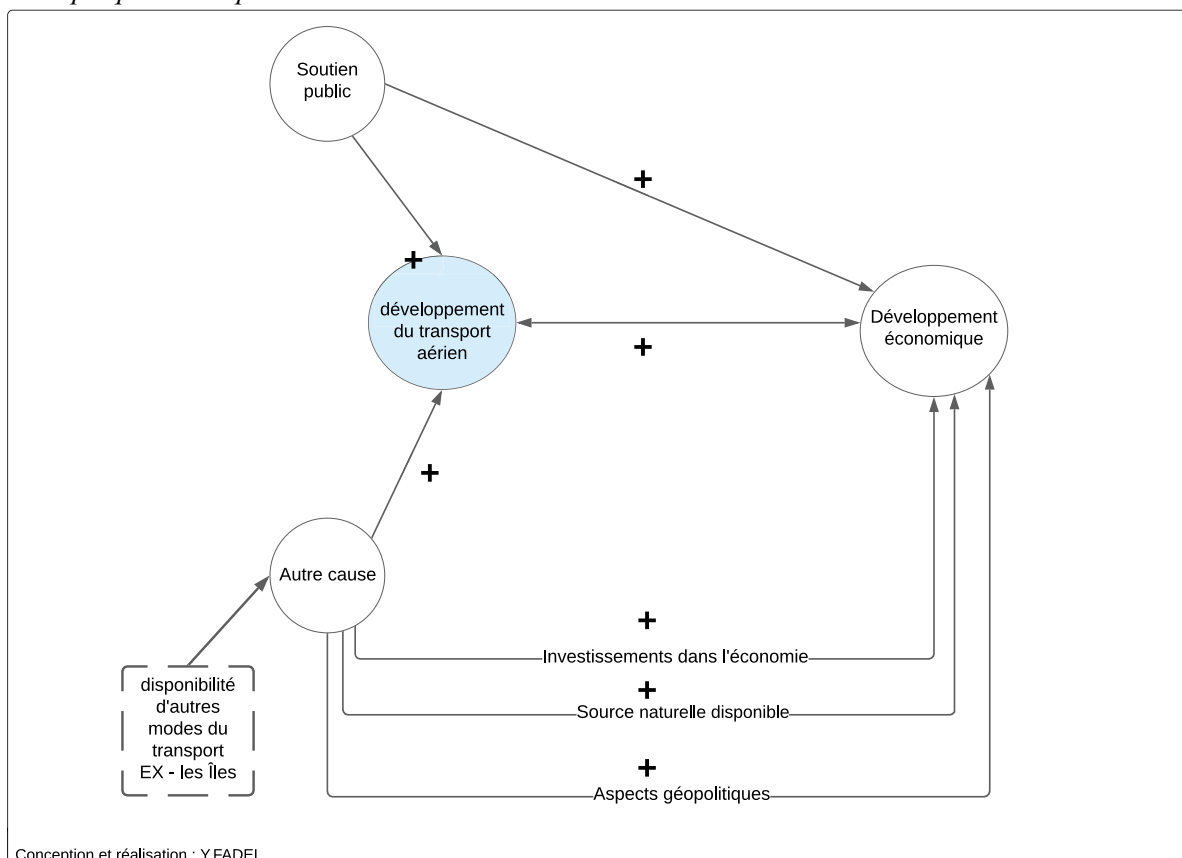 Soutien
public
+
+
développement
du transport
aérien
Développement
économique
+
+
Autre cause
+
Investissements dans l'économie
disponibilité
d'autres
modes du
transport
EX - les Îles
+
Source naturelle disponible
+
Aspects géopolitiques
Conception et réalisation : Y.FADEL